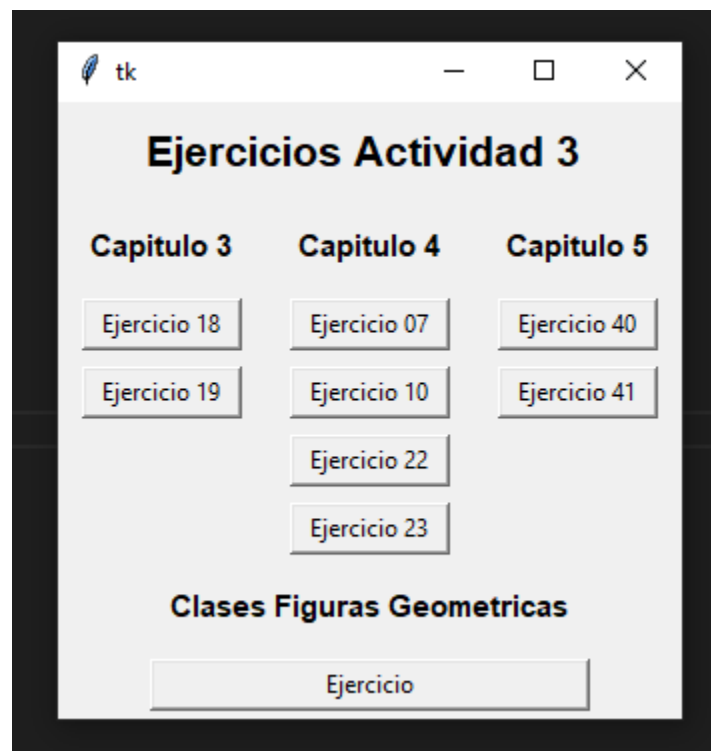 tk
Ejercicios Actividad 3
Capitulo 3 Capitulo 4 Capitulo 5
Ejercicio 18 Ejercicio 07 Ejercicio 40
Ejercicio 19 Ejercicio 10 Ejercicio 41
Ejercicio 22
Ejercicio 23
Clases Figuras Geometricas
Ejercicio